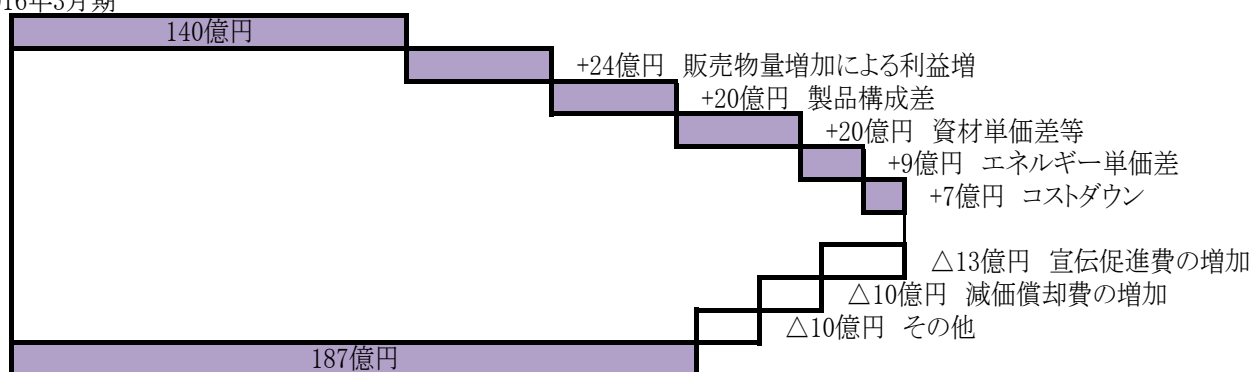 140億円
+24億円 販売物量増加による利益増
+20億円 製品構成差
+20億円 資材単価差等
+9億円 エネルギー単価差
+7億円 コストダウン
△13億円 宣伝促進費の増加
△10億円 減価償却費の増加
△10億円 その他
187億円